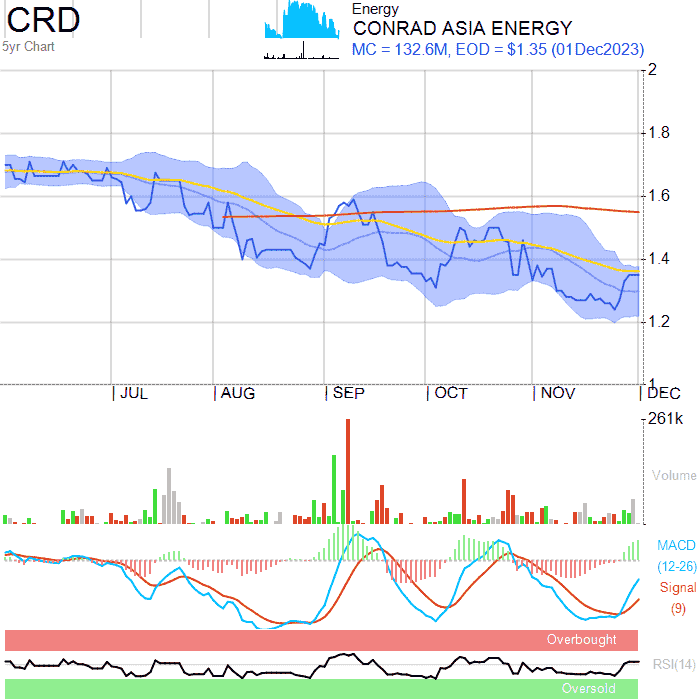 CRD
5yr Chart
Energy
CONRAD ASIA ENERGY
MC = 132.6M, EOD = $1.35 (01Dec2023)
2
1.8
1.6
1.4
1.2
1
JUL AUG SEP OCT NOV DEC
261k
Volume
MACD
(12-26)
Signal
(9)
Overbought
RSI(14)
Oversold